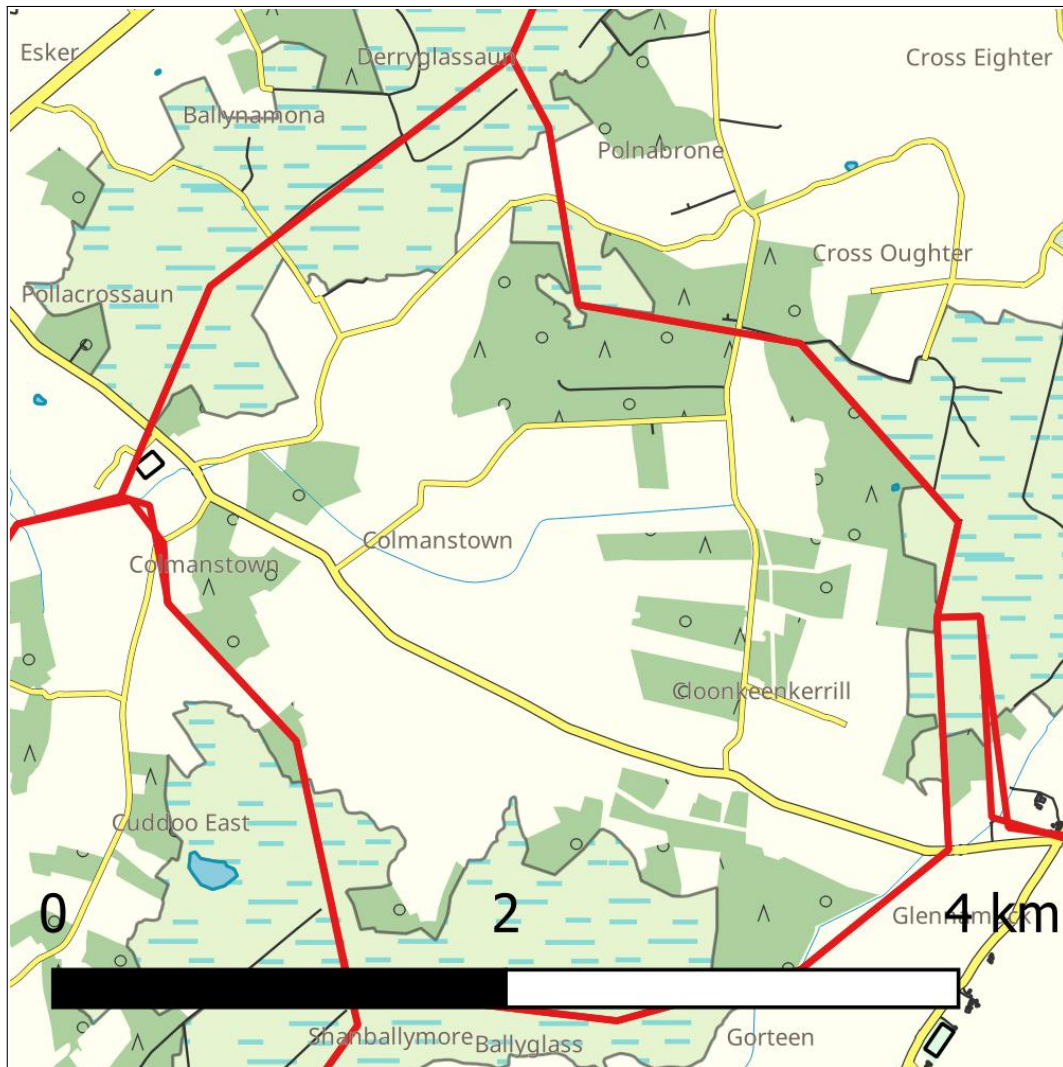 Esker
Derryglassaun
Cross Eighter
Ballynamona
Polnabrone
Cross Oughter
Pollacrossaun
Colmanstown
Colmanstown
Cloonkeenkerrill
Cuddoo East
0
2
4 km
Glennamuck
Shanballymore
Ballyglass
Gorteen